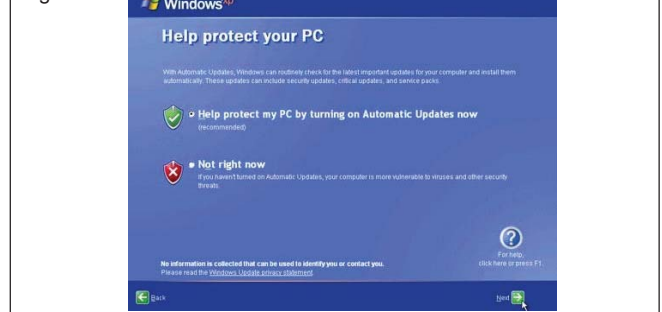 Windows xp
Help protect your PC
With Automatic Updates, Windows can routinely check for the latest important updates for your computer and install them
automatically. These updates can include security updates, critical updates, and service packs.
Help protect my PC by turning on Automatic Updates now
(recommended)
Not right now
If you haven't turned on Automatic Updates, your computer is more vulnerable to viruses and other security
threats.
For help,
click here or press F1.
No information is collected that can be used to identify you or contact you.
Please read the Windows Update privacy statement.
Back
Next